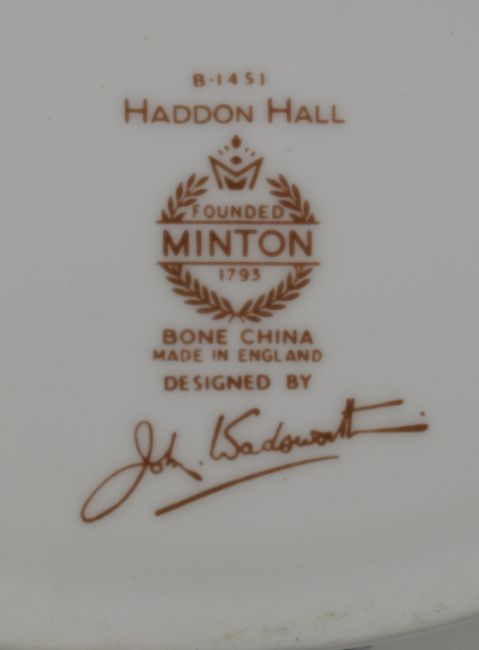 B·1451
HADDON HALL
FOUNDED
MINTON
1793
BONE CHINA
MADE IN ENGLAND
DESIGNED BY
John Wadsworth